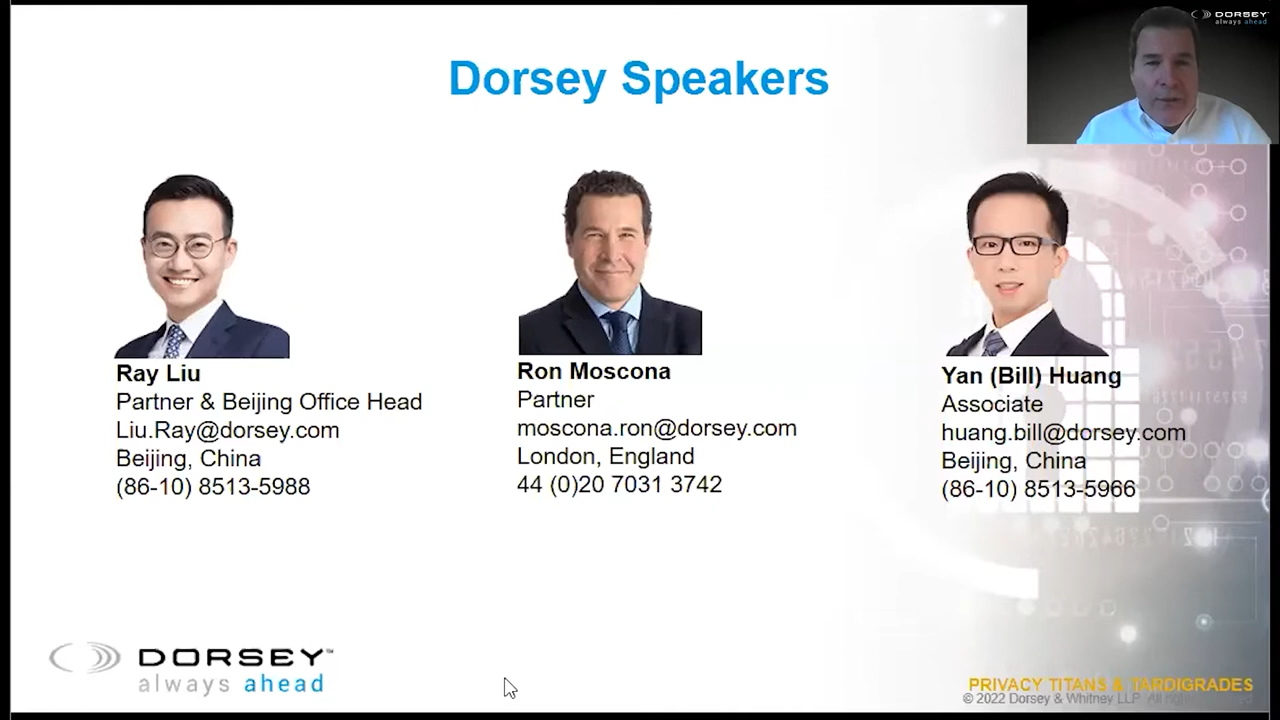 DORSEY™
always ahead
Dorsey Speakers
Ray Liu
Partner & Beijing Office Head
Liu.Ray@dorsey.com
Beijing, China
(86-10) 8513-5988
Ron Moscona
Partner
moscona.ron@dorsey.com
London, England
44 (0)20 7031 3742
Yan (Bill) Huang
Associate
huang.bill@dorsey.com
Beijing, China
(86-10) 8513-5966
DORSEY™
always ahead
PRIVACY TITANS & TARDIGRADES
© 2022 Dorsey & Whitney LLP. All